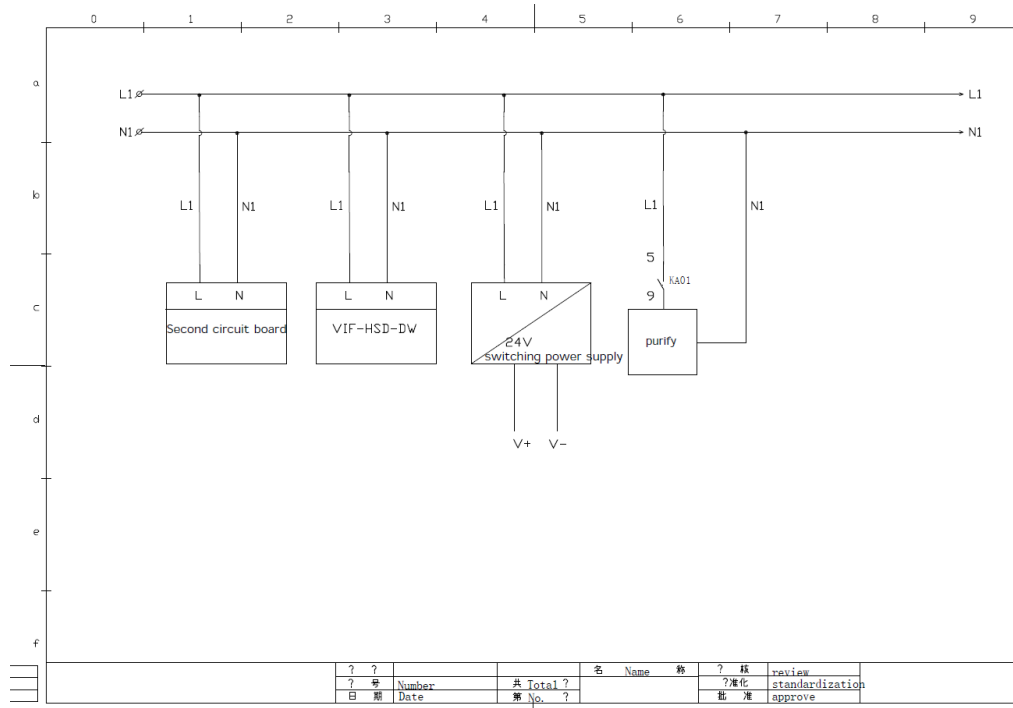 0 1 2 3 4 5 6 7 8 9
a
L1 L1
N1 N1
b
L1 N1 L1 N1 L1 N1 L1 N1
5
KA01
c
L N L N L N 9
Second circuit board VIF-HSD-DW 24V purify
switching power supply
d
V+ V-
e
f
? ? 名 Name 称 ? 核 review
? 号 Number 共 Total ? ?准化 standardization
日 期 Date 第 No. ? 批 准 approve